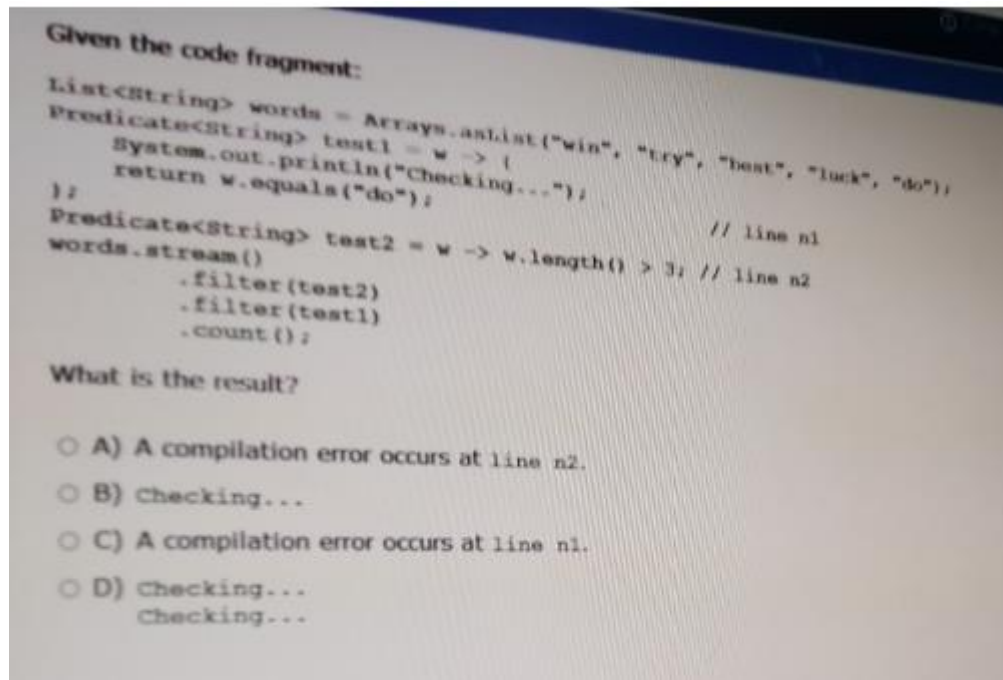 Given the code fragment:
List<String> words = Arrays.asList("win", "try", "best", "luck", "do");
Predicate<String> test1 = w -> {
System.out.println("Checking...");
return w.equals("do"); // line n1
};
Predicate<String> test2 = w -> w.length() > 3; // line n2
words.stream()
.filter(test2)
.filter(test1)
.count();
What is the result?
A) A compilation error occurs at line n2.
B) Checking...
C) A compilation error occurs at line n1.
D) Checking...
Checking...